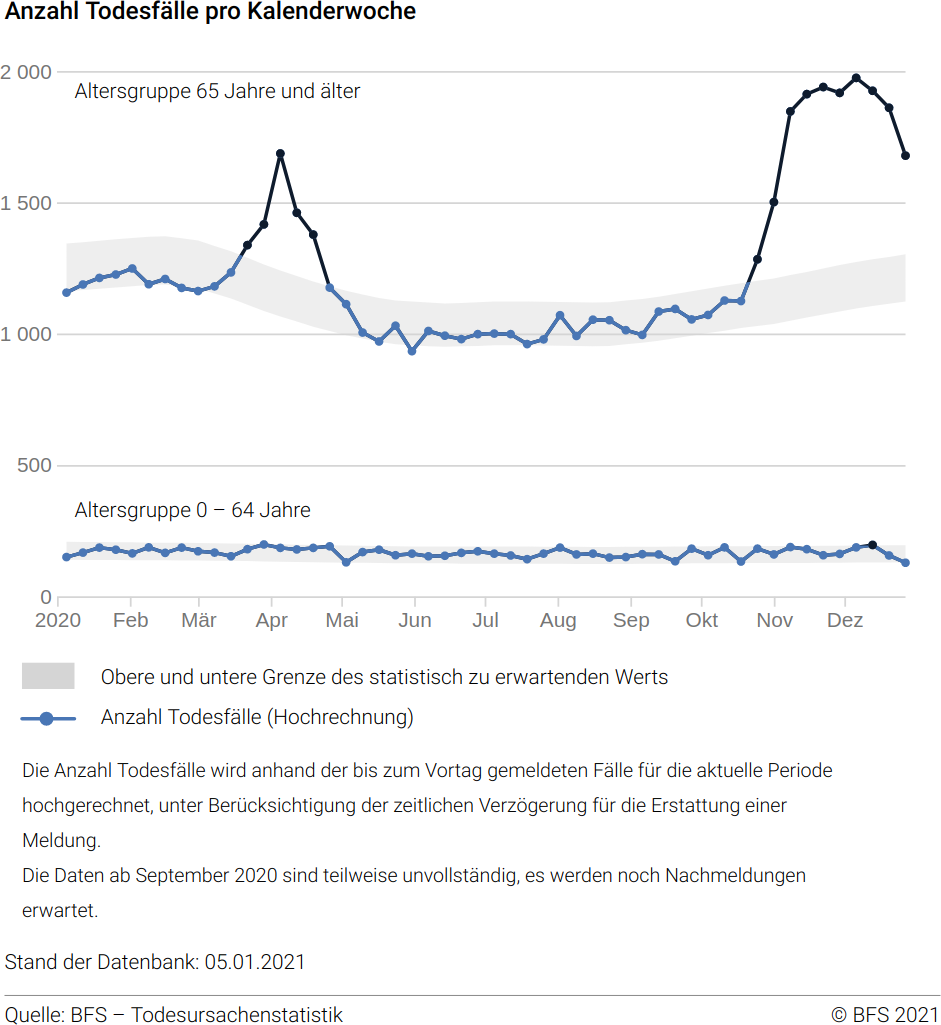 Anzahl Todesfälle pro Kalenderwoche
2 000
Altersgruppe 65 Jahre und älter
1 500
1 000
500
Altersgruppe 0 – 64 Jahre
0
2020 Feb Mär Apr Mai Jun Jul Aug Sep Okt Nov Dez
Obere und untere Grenze des statistisch zu erwartenden Werts
Anzahl Todesfälle (Hochrechnung)
Die Anzahl Todesfälle wird anhand der bis zum Vortag gemeldeten Fälle für die aktuelle Periode
hochgerechnet, unter Berücksichtigung der zeitlichen Verzögerung für die Erstattung einer
Meldung.
Die Daten ab September 2020 sind teilweise unvollständig, es werden noch Nachmeldungen
erwartet.
Stand der Datenbank: 05.01.2021
Quelle: BFS – Todesursachenstatistik © BFS 2021